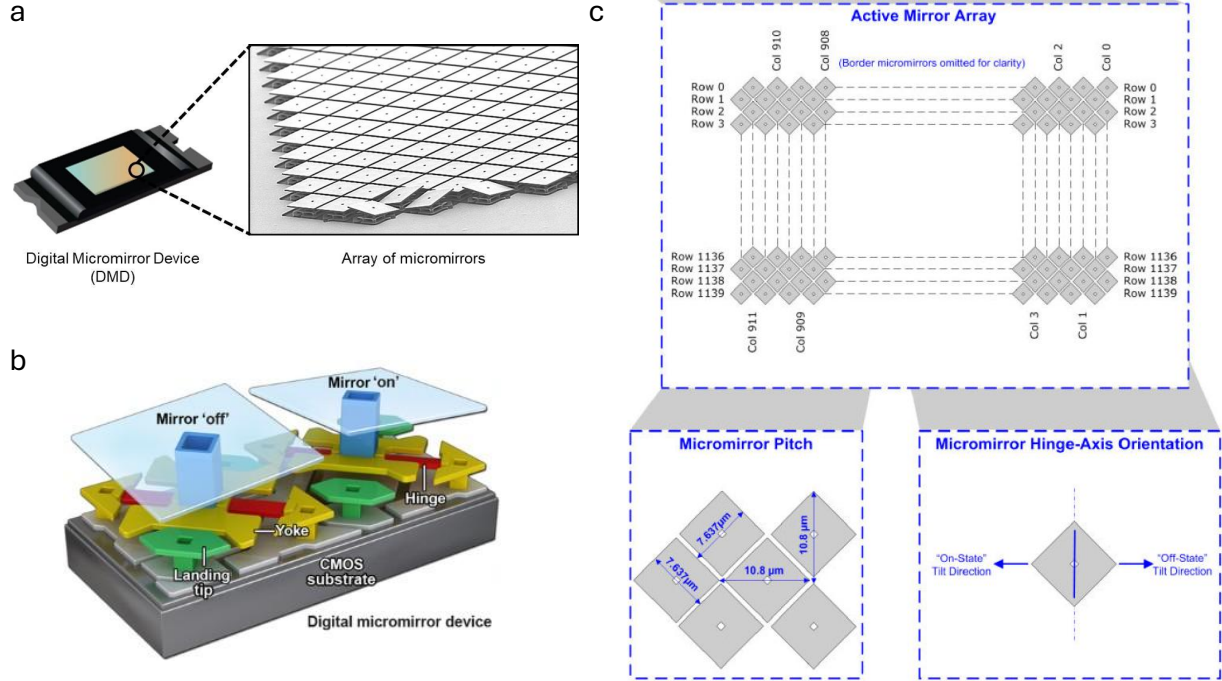 a
Digital Micromirror Device
(DMD)
Array of micromirrors
b
Mirror ‘off’
Mirror ‘on’
Hinge
Yoke
Landing
tip
CMOS
substrate
Digital micromirror device
c
Active Mirror Array
Col 910
Col 908
(Border micromirrors omitted for clarity)
Col 2
Col 0
Row 0
Row 1
Row 2
Row 3
Row 0
Row 1
Row 2
Row 3
Row 1136
Row 1137
Row 1138
Row 1139
Row 1136
Row 1137
Row 1138
Row 1139
Col 911
Col 909
Col 3
Col 1
Micromirror Pitch
7.637µm
10.8 µm
7.637µm
10.8 µm
Micromirror Hinge-Axis Orientation
“On-State”
Tilt Direction
“Off-State”
Tilt Direction